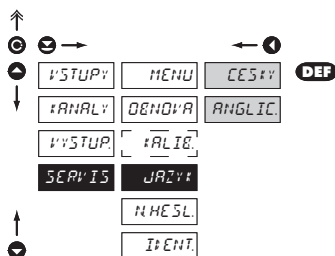 VSTUPY MENU CESKY DEF
KANALY OBNOVA ANGLIC.
VYSTUP. KALIB.
SERVIS JAZYK
N.HESL.
IDENT.